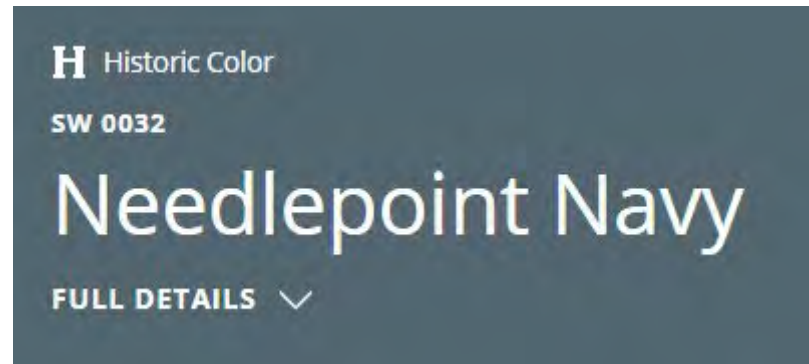 H Historic Color
SW 0032
Needlepoint Navy
FULL DETAILS